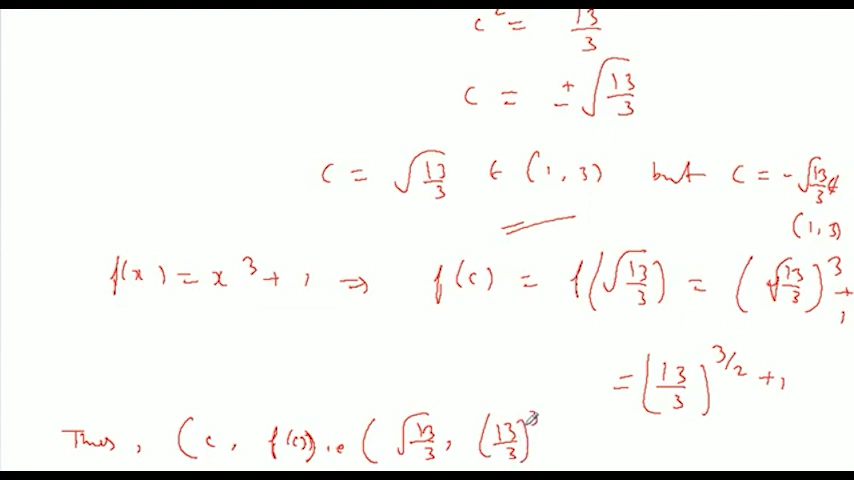 c² = 13/3
c = ± √(13/3)
c = √(13/3) ∈ (1, 3) but c = -√(13/3) ∉
(1, 3)
f(x) = x³ + 1 ⇒ f(c) = f(√(13/3)) = (√(13/3))³ + 1
= (13/3)^(3/2) + 1
Thus, (c, f(c)) i.e (√(13/3), (13/3)^3